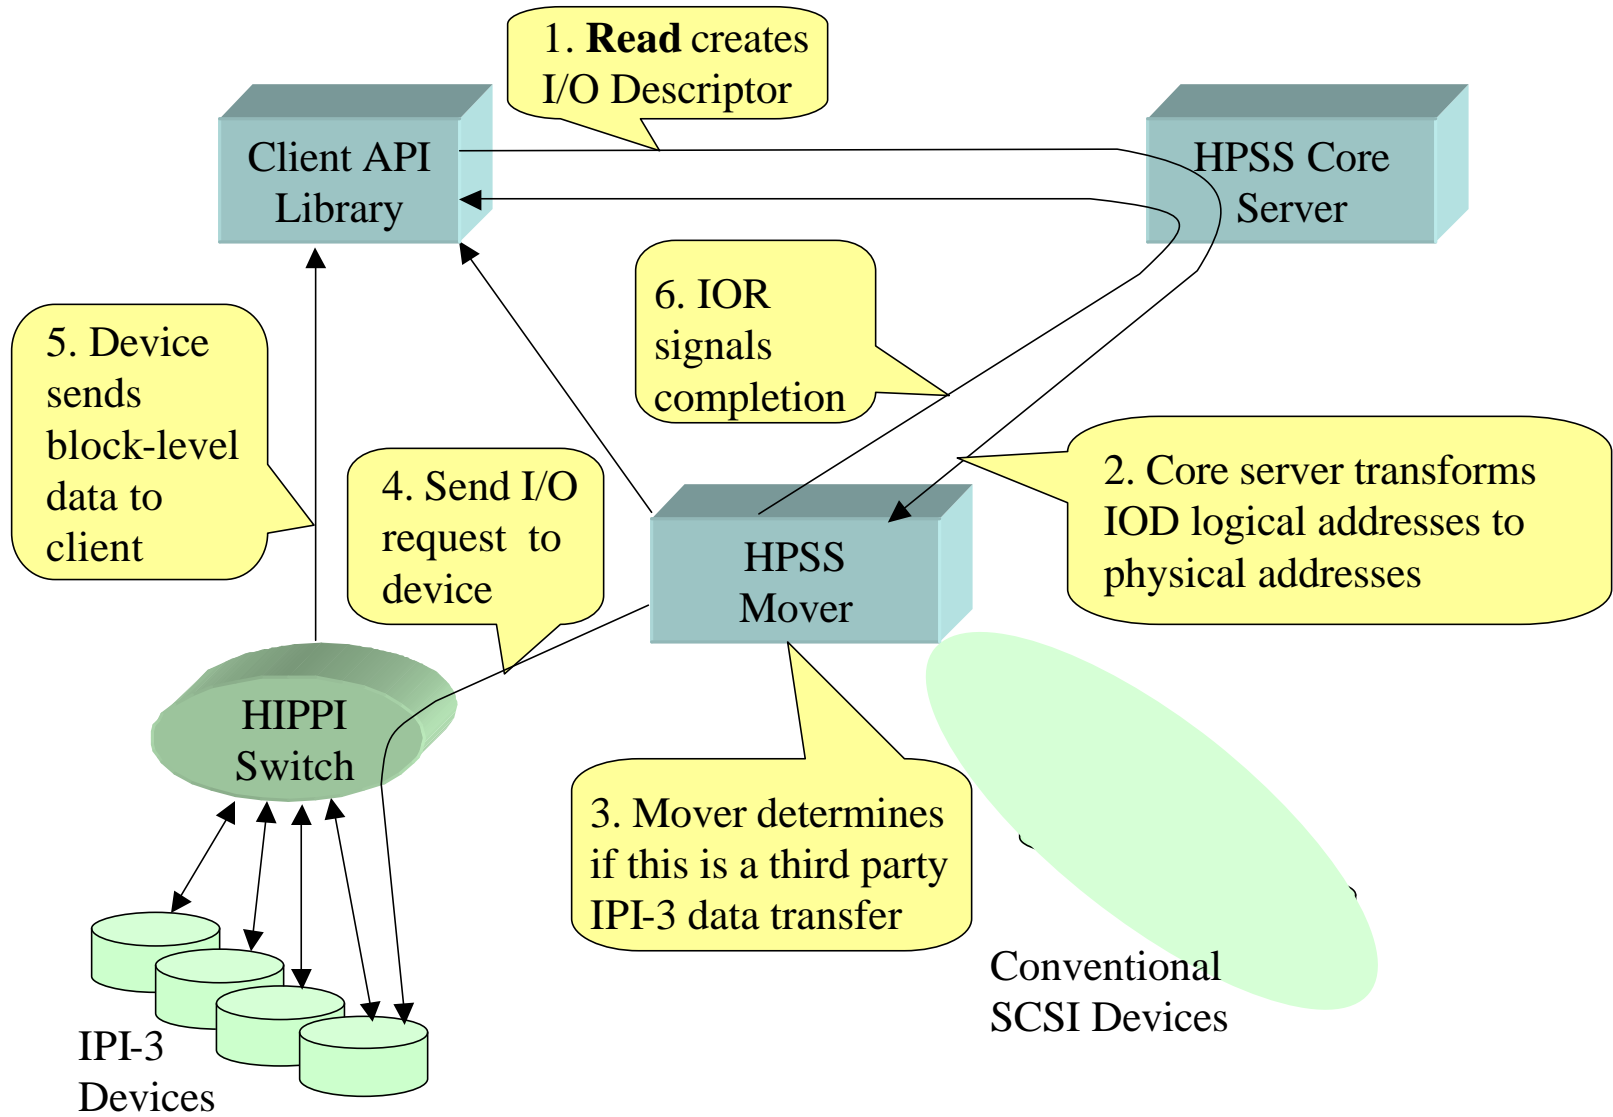 1. Read creates
I/O Descriptor
Client API
Library
HPSS Core
Server
6. IOR
signals
completion
5. Device
sends
block-level
data to
client
4. Send I/O
request to
device
2. Core server transforms
IOD logical addresses to
physical addresses
HPSS
Mover
HIPPI
Switch
3. Mover determines
if this is a third party
IPI-3 data transfer
Conventional
SCSI Devices
IPI-3
Devices